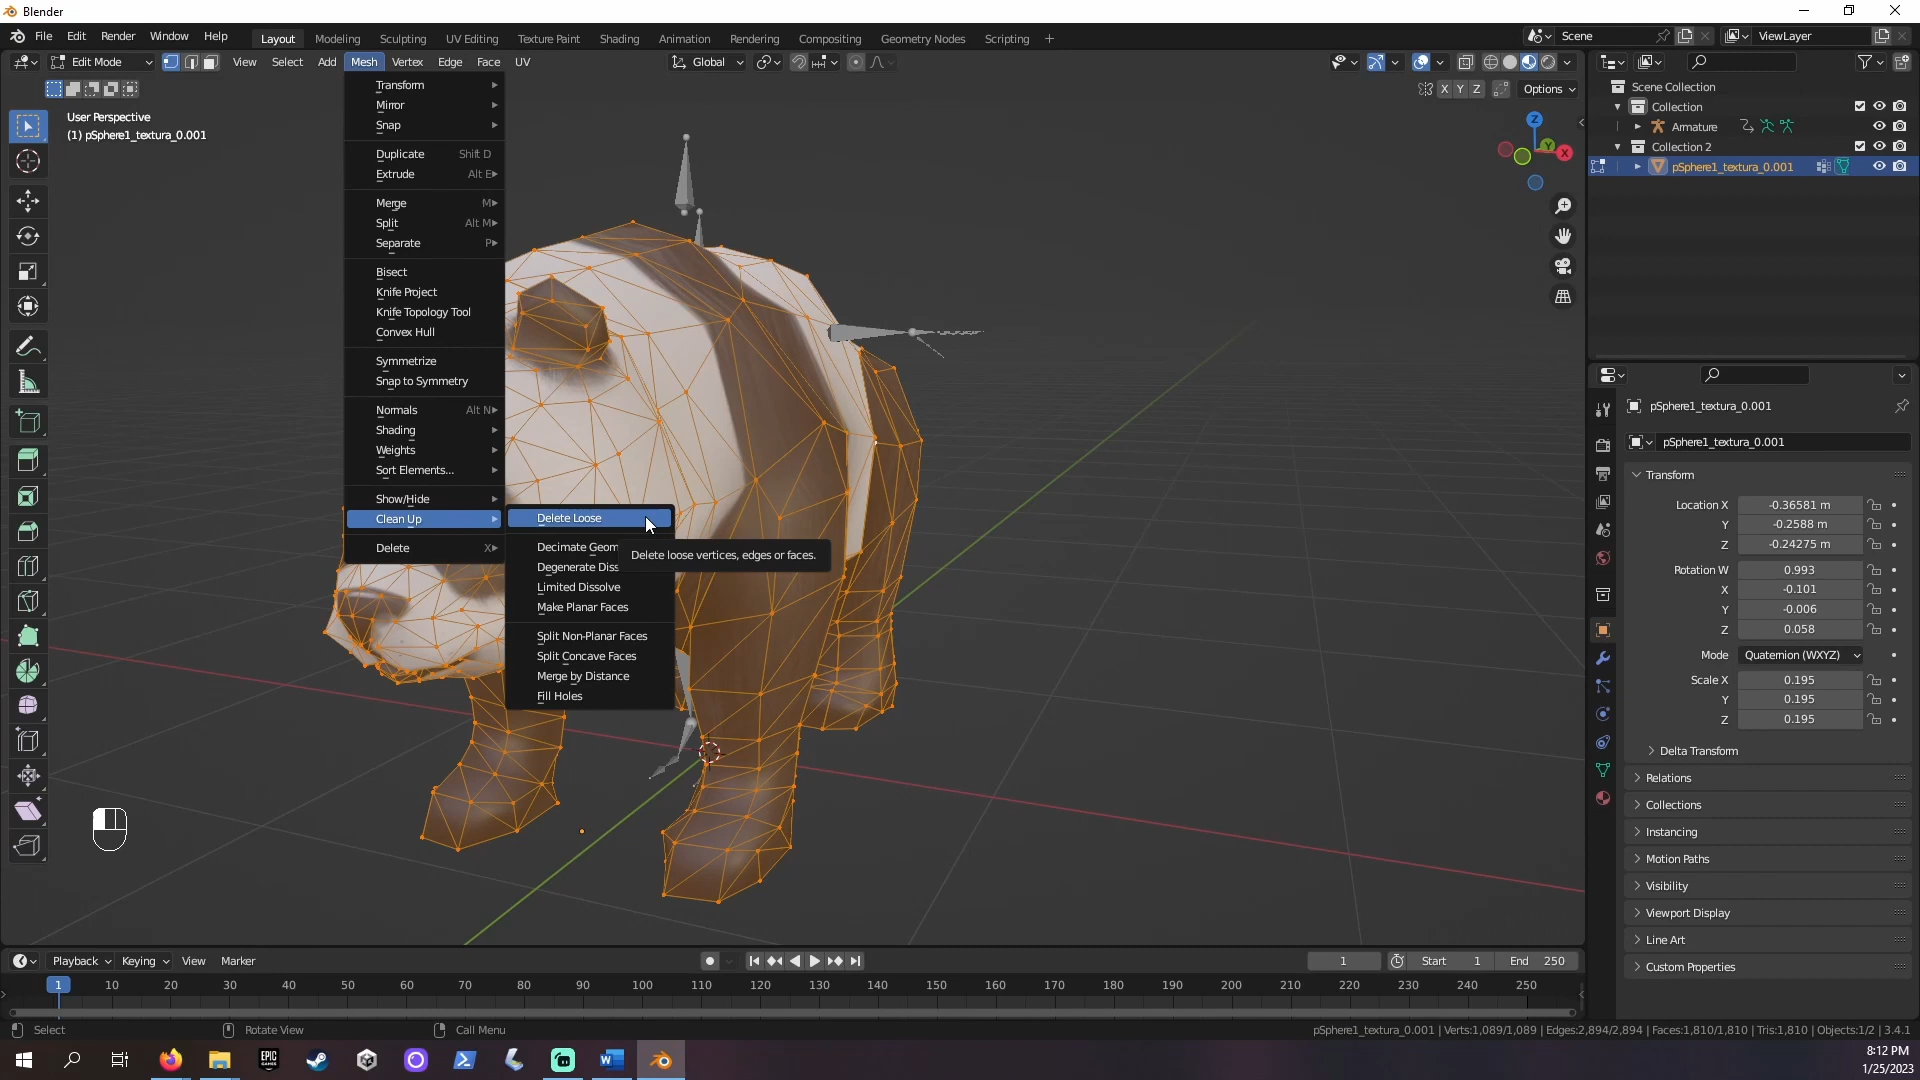 Blender
File Edit Render Window Help
Layout Modeling Sculpting UV Editing Texture Paint Shading Animation Rendering Compositing Geometry Nodes Scripting +
Scene
ViewLayer
Edit Mode
View Select Add Mesh Vertex Edge Face UV
Global
X Y Z
Options
User Perspective
(1) pSphere1_textura_0.001
Transform
Mirror
Snap
Duplicate Shift D
Extrude Alt E
Merge M
Split Alt M
Separate P
Bisect
Knife Project
Knife Topology Tool
Convex Hull
Symmetrize
Snap to Symmetry
Normals Alt N
Shading
Weights
Sort Elements...
Show/Hide
Clean Up
Delete X
Delete Loose
Decimate Geom
Degenerate Diss
Limited Dissolve
Make Planar Faces
Split Non-Planar Faces
Split Concave Faces
Merge by Distance
Fill Holes
Delete loose vertices, edges or faces.
Z
Y
X
Scene Collection
Collection
Armature
Collection 2
pSphere1_textura_0.001
pSphere1_textura_0.001
pSphere1_textura_0.001
Transform
Location X -0.36581 m
Y -0.2588 m
Z -0.24275 m
Rotation W 0.993
X -0.101
Y -0.006
Z 0.058
Mode Quaternion (WXYZ)
Scale X 0.195
Y 0.195
Z 0.195
Delta Transform
Relations
Collections
Instancing
Motion Paths
Visibility
Viewport Display
Line Art
Custom Properties
Playback Keying View Marker
1 Start 1 End 250
1 10 20 30 40 50 60 70 80 90 100 110 120 130 140 150 160 170 180 190 200 210 220 230 240 250
Select Rotate View Call Menu
pSphere1_textura_0.001 | Verts:1,089/1,089 | Edges:2,894/2,894 | Faces:1,810/1,810 | Tris:1,810 | Objects:1/2 | 3.4.1
EPIC GAMES
8:12 PM
1/25/2023